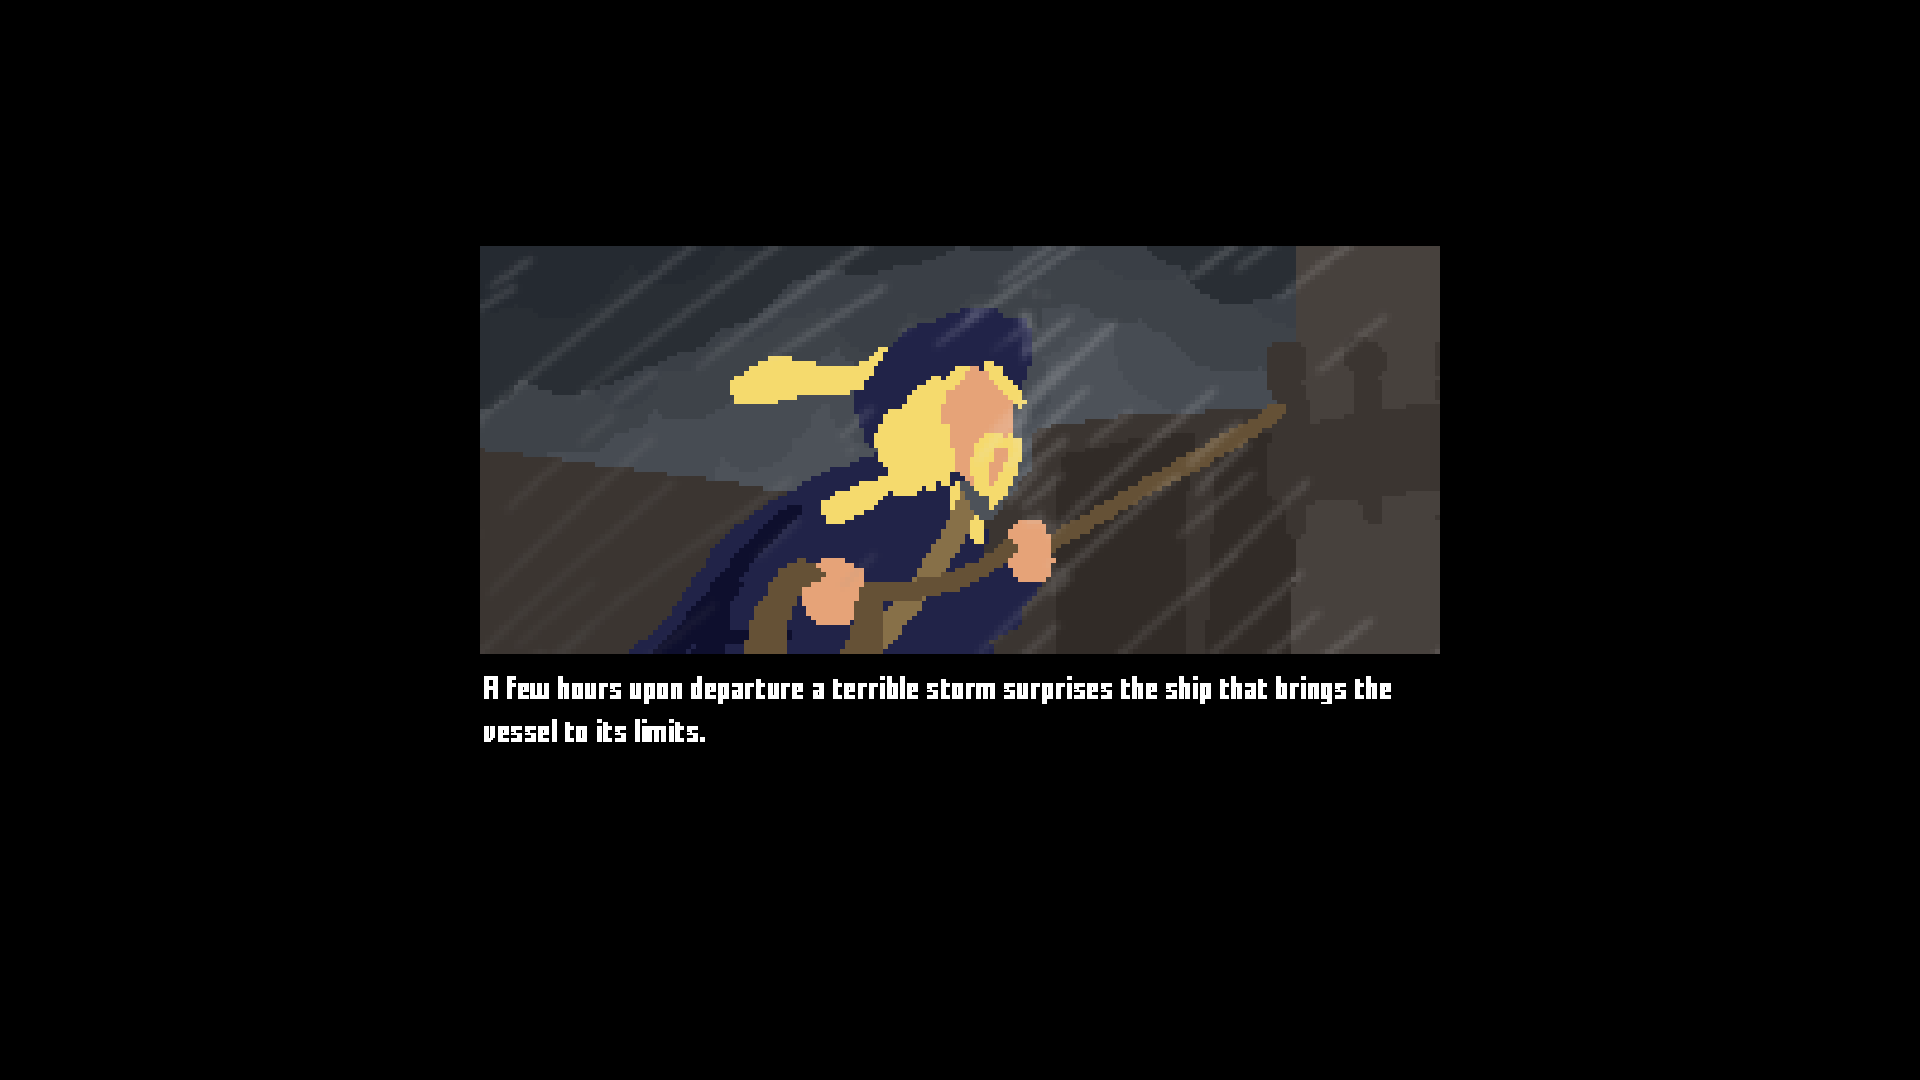 A few hours upon departure a terrible storm surprises the ship that brings the
vessel to its limits.